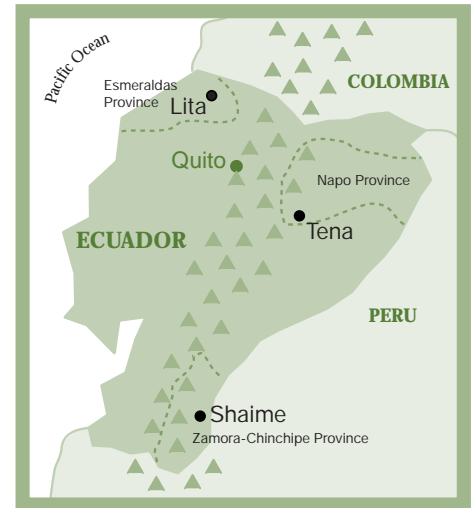 Pacific Ocean
COLOMBIA
Esmeraldas
Province
Lita
Quito
Napo Province
Tena
ECUADOR
PERU
Shaime
Zamora-Chinchipe Province